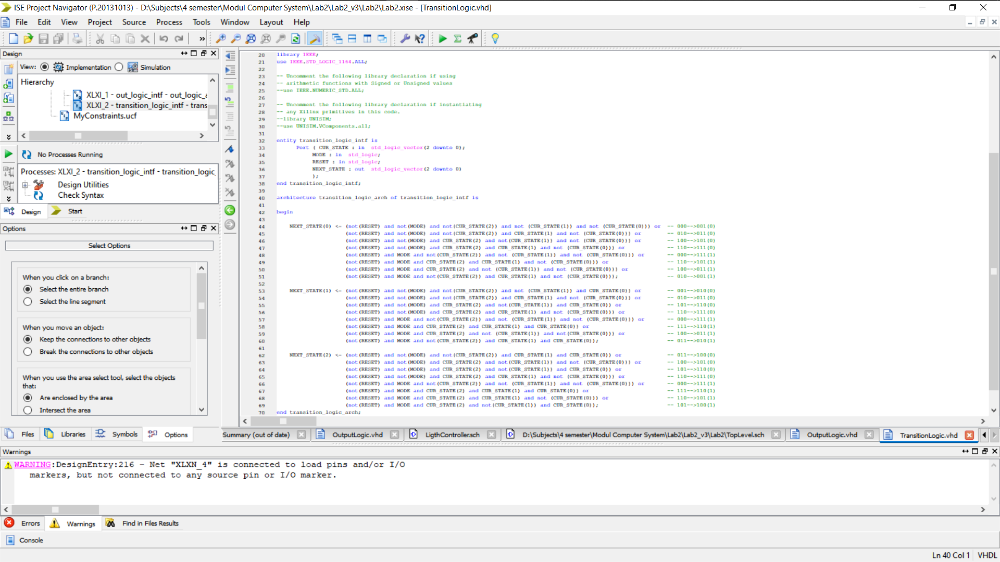 ISE Project Navigator (P.20131013) - D:\Subjects\4 semester\Modul Computer System\Lab2\Lab2_v3\Lab2\Lab2.xise - [TransitionLogic.vhd]
File Edit View Project Source Process Tools Window Layout Help
Design
View: Implementation Simulation
Hierarchy
XLXI_1 - out_logic_intf - out_logic_a
XLXI_2 - transition_logic_intf - trans
MyConstraints.ucf
No Processes Running
Processes: XLXI_2 - transition_logic_intf - transition_logic_
Design Utilities
Check Syntax
Design Start
Options
Select Options
When you click on a branch:
Select the entire branch
Select the line segment
When you move an object:
Keep the connections to other objects
Break the connections to other objects
When you use the area select tool, select the objects
that:
Are enclosed by the area
Intersect the area
Files Libraries Symbols Options
20 library IEEE;
21 use IEEE.STD_LOGIC_1164.ALL;
22
23 -- Uncomment the following library declaration if using
24 -- arithmetic functions with Signed or Unsigned values
25 --use IEEE.NUMERIC_STD.ALL;
26
27 -- Uncomment the following library declaration if instantiating
28 -- any Xilinx primitives in this code.
29 --library UNISIM;
30 --use UNISIM.VComponents.all;
31
32 entity transition_logic_intf is
33 Port ( CUR_STATE : in std_logic_vector(2 downto 0);
34 MODE : in std_logic;
35 RESET : in std_logic;
36 NEXT_STATE : out std_logic_vector(2 downto 0)
37 );
38 end transition_logic_intf;
39
40 architecture transition_logic_arch of transition_logic_intf is
41
42 begin
43
44 NEXT_STATE(0) <= (not(RESET) and not(MODE) and not(CUR_STATE(2)) and not (CUR_STATE(1)) and not (CUR_STATE(0))) or -- 000-->001(0)
45 (not(RESET) and not(MODE) and not(CUR_STATE(2)) and CUR_STATE(1) and not (CUR_STATE(0))) or -- 010-->011(0)
46 (not(RESET) and not(MODE) and CUR_STATE(2) and not(CUR_STATE(1)) and not (CUR_STATE(0))) or -- 100-->101(0)
47 (not(RESET) and not(MODE) and CUR_STATE(2) and CUR_STATE(1) and not (CUR_STATE(0))) or -- 110-->111(0)
48 (not(RESET) and MODE and not(CUR_STATE(2)) and not (CUR_STATE(1)) and not (CUR_STATE(0))) or -- 000-->111(1)
49 (not(RESET) and MODE and CUR_STATE(2) and CUR_STATE(1) and not (CUR_STATE(0))) or -- 110-->101(1)
50 (not(RESET) and MODE and CUR_STATE(2) and not (CUR_STATE(1)) and not (CUR_STATE(0))) or -- 100-->011(1)
51 (not(RESET) and MODE and not(CUR_STATE(2)) and CUR_STATE(1) and not (CUR_STATE(0))); -- 010-->001(1)
52
53 NEXT_STATE(1) <= (not(RESET) and not(MODE) and not(CUR_STATE(2)) and not (CUR_STATE(1)) and CUR_STATE(0)) or -- 001-->010(0)
54 (not(RESET) and not(MODE) and not(CUR_STATE(2)) and CUR_STATE(1) and not (CUR_STATE(0))) or -- 010-->011(0)
55 (not(RESET) and not(MODE) and CUR_STATE(2) and not(CUR_STATE(1)) and CUR_STATE(0)) or -- 101-->110(0)
56 (not(RESET) and not(MODE) and CUR_STATE(2) and CUR_STATE(1) and not (CUR_STATE(0))) or -- 110-->111(0)
57 (not(RESET) and MODE and not(CUR_STATE(2)) and not (CUR_STATE(1)) and not (CUR_STATE(0))) or -- 000-->111(1)
58 (not(RESET) and MODE and CUR_STATE(2) and CUR_STATE(1) and CUR_STATE(0)) or -- 111-->110(1)
59 (not(RESET) and MODE and CUR_STATE(2) and not (CUR_STATE(1)) and not(CUR_STATE(0))) or -- 100-->011(1)
60 (not(RESET) and MODE and not(CUR_STATE(2)) and CUR_STATE(1) and CUR_STATE(0)); -- 011-->010(1)
61
62 NEXT_STATE(2) <= (not(RESET) and not(MODE) and not(CUR_STATE(2)) and CUR_STATE(1) and CUR_STATE(0)) or -- 011-->100(0)
63 (not(RESET) and not(MODE) and CUR_STATE(2) and not(CUR_STATE(1)) and not (CUR_STATE(0))) or -- 100-->101(0)
64 (not(RESET) and not(MODE) and CUR_STATE(2) and not(CUR_STATE(1)) and CUR_STATE(0)) or -- 101-->110(0)
65 (not(RESET) and not(MODE) and CUR_STATE(2) and CUR_STATE(1) and not (CUR_STATE(0))) or -- 110-->111(0)
66 (not(RESET) and MODE and not(CUR_STATE(2)) and not (CUR_STATE(1)) and not (CUR_STATE(0))) or -- 000-->111(1)
67 (not(RESET) and MODE and CUR_STATE(2) and CUR_STATE(1) and CUR_STATE(0)) or -- 111-->110(1)
68 (not(RESET) and MODE and CUR_STATE(2) and CUR_STATE(1) and not (CUR_STATE(0))) or -- 110-->101(1)
69 (not(RESET) and MODE and CUR_STATE(2) and not(CUR_STATE(1)) and CUR_STATE(0)); -- 101-->100(1)
70 end transition_logic_arch;
Summary (out of date) OutputLogic.vhd LigthController.sch D:\Subjects\4 semester\Modul Computer System\Lab2\Lab2_v3\Lab2\TopLevel.sch OutputLogic.vhd TransitionLogic.vhd
Warnings
WARNING:DesignEntry:216 - Net "XLXN_4" is connected to load pins and/or I/O
markers, but not connected to any source pin or I/O marker.
Errors Warnings Find in Files Results
Console
Ln 40 Col 1 VHDL